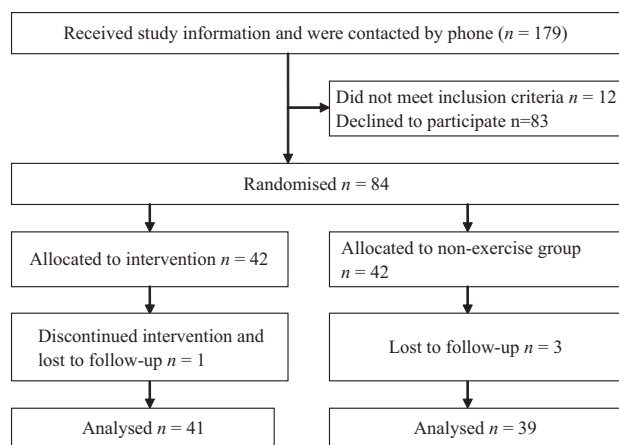 Received study information and were contacted by phone (n = 179)
Did not meet inclusion criteria n = 12
Declined to participate n=83
Randomised n = 84
Allocated to intervention n = 42
Allocated to non-exercise group
n = 42
Discontinued intervention and
lost to follow-up n = 1
Lost to follow-up n = 3
Analysed n = 41
Analysed n = 39